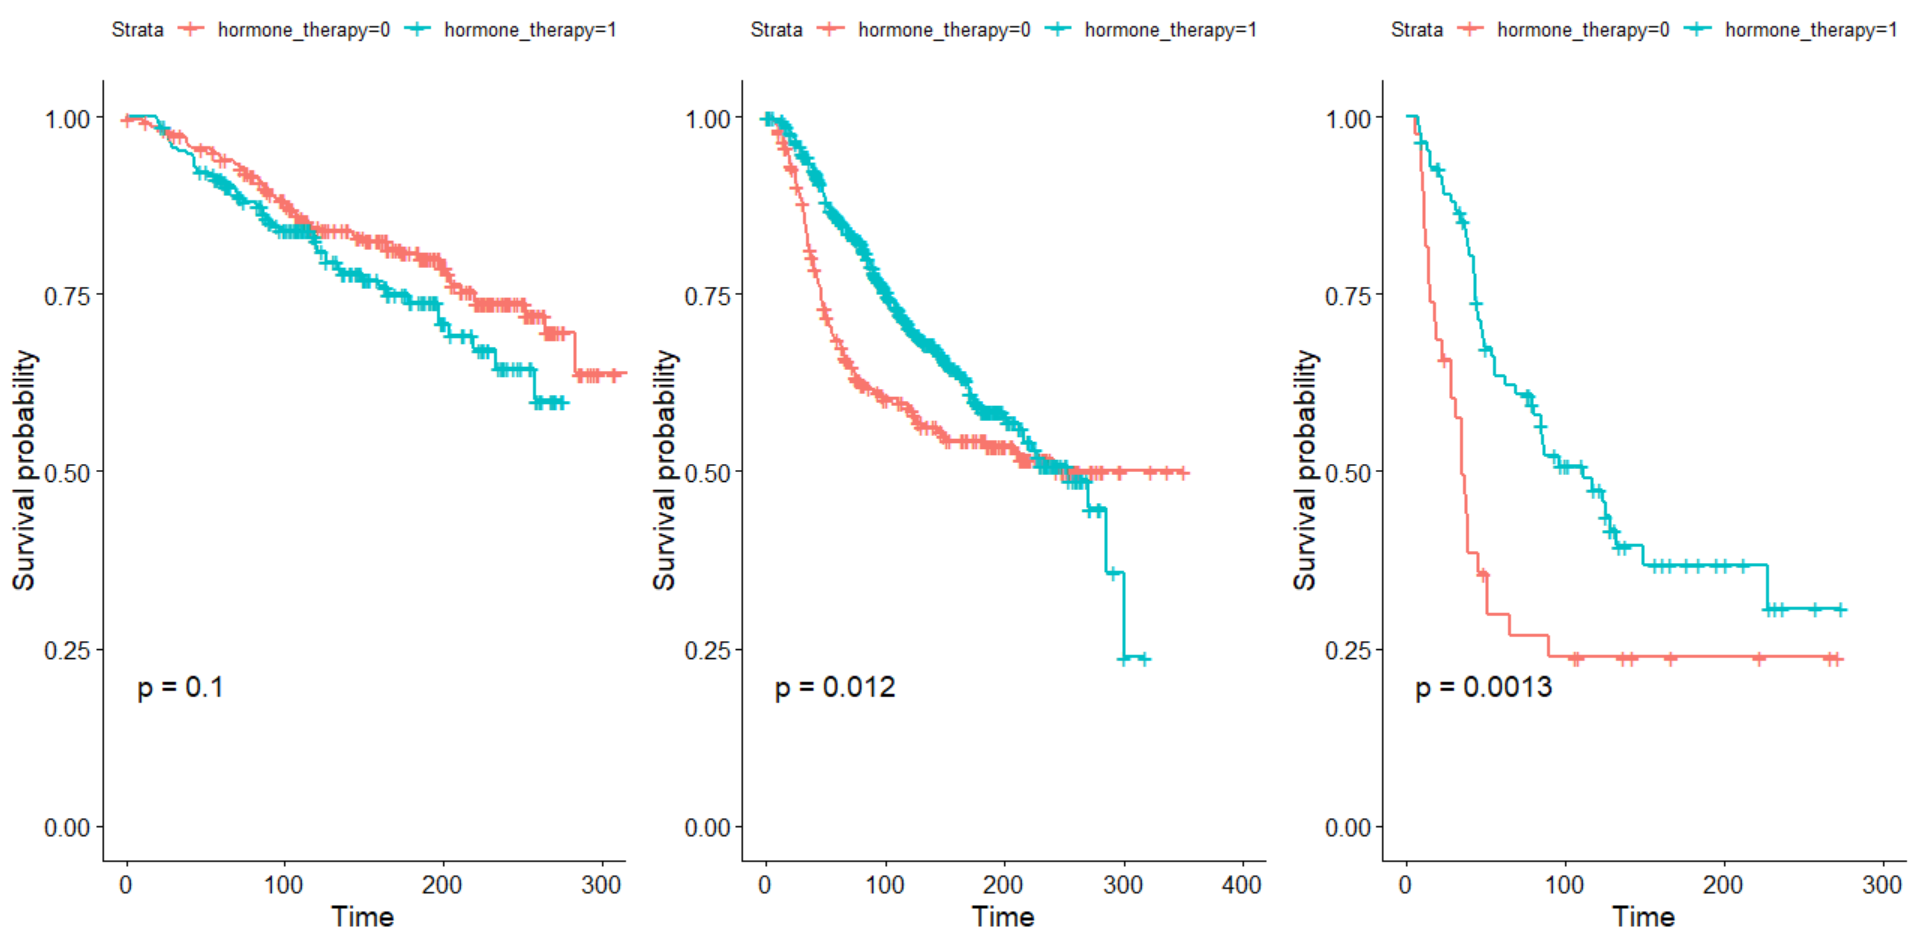 Strata hormone_therapy=0 hormone_therapy=1
Survival probability
1.00
0.75
0.50
0.25
0.00
p = 0.1
0 100 200 300
Time
Strata hormone_therapy=0 hormone_therapy=1
Survival probability
1.00
0.75
0.50
0.25
0.00
p = 0.012
0 100 200 300 400
Time
Strata hormone_therapy=0 hormone_therapy=1
Survival probability
1.00
0.75
0.50
0.25
0.00
p = 0.0013
0 100 200 300
Time